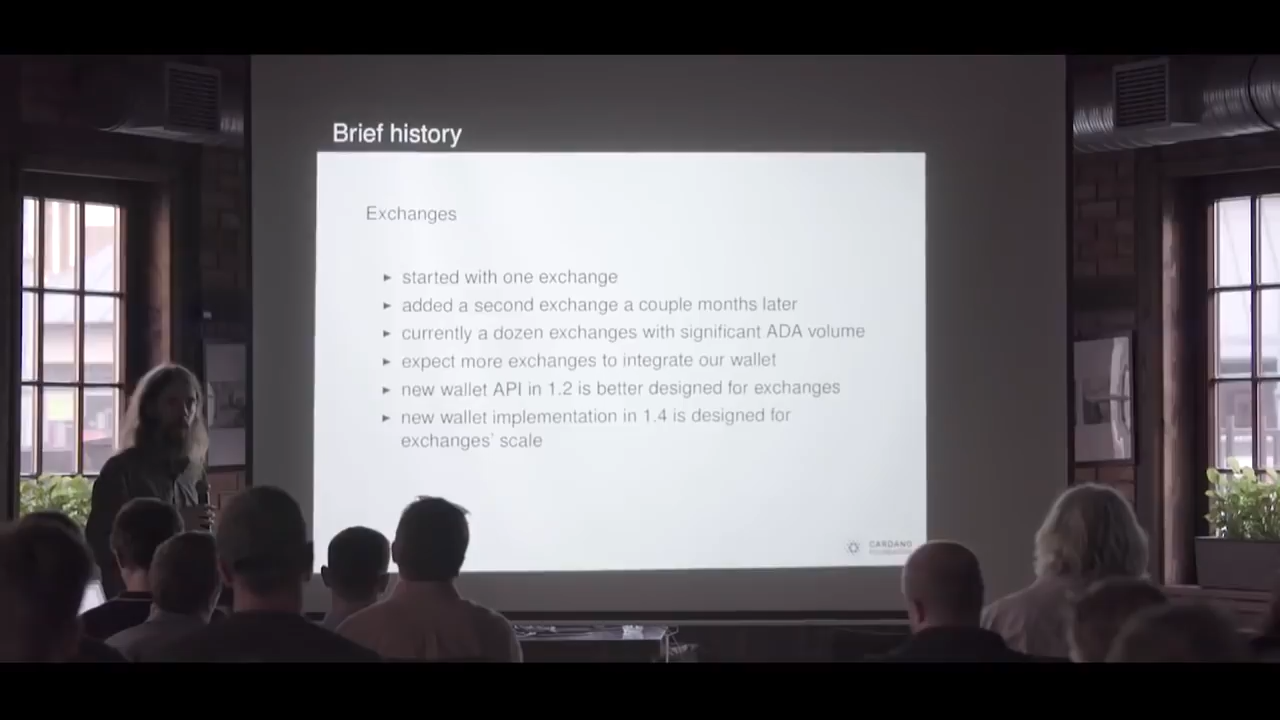 Brief history
Exchanges
► started with one exchange
► added a second exchange a couple months later
► currently a dozen exchanges with significant ADA volume
► expect more exchanges to integrate our wallet
► new wallet API in 1.2 is better designed for exchanges
► new wallet implementation in 1.4 is designed for
exchanges' scale
CARDANO
FOUNDATION